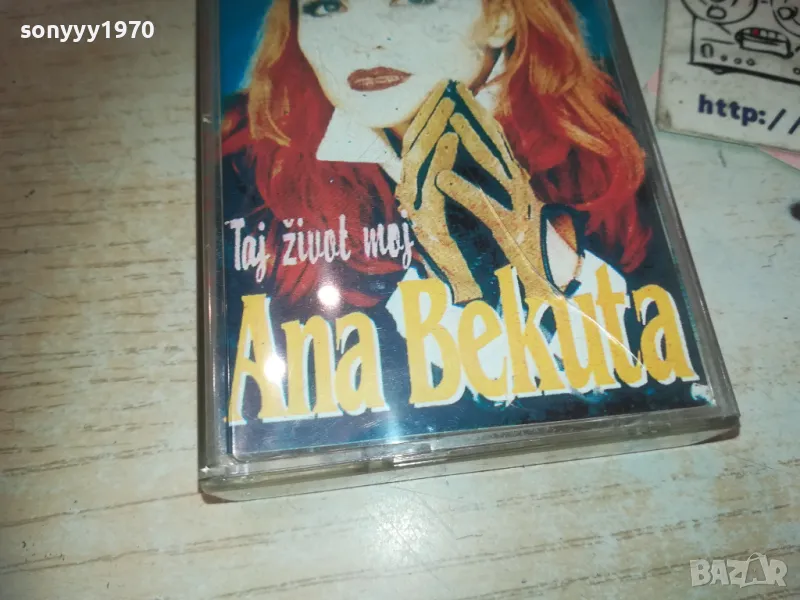 sonyyy1970
http://
Taj život moj
Ana Bekuta
BAZAR